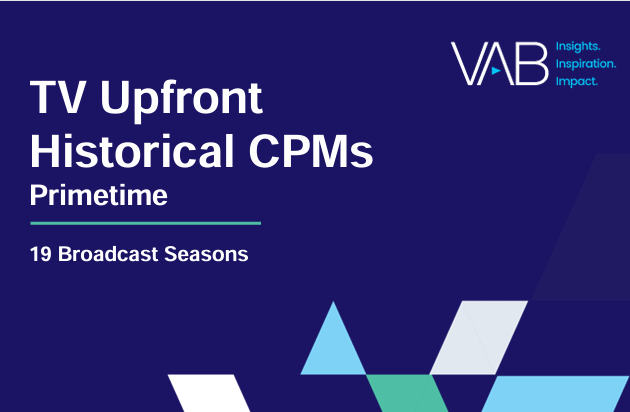 VAB
Insights.
Inspiration.
Impact.
TV Upfront
Historical CPMs
Primetime
19 Broadcast Seasons